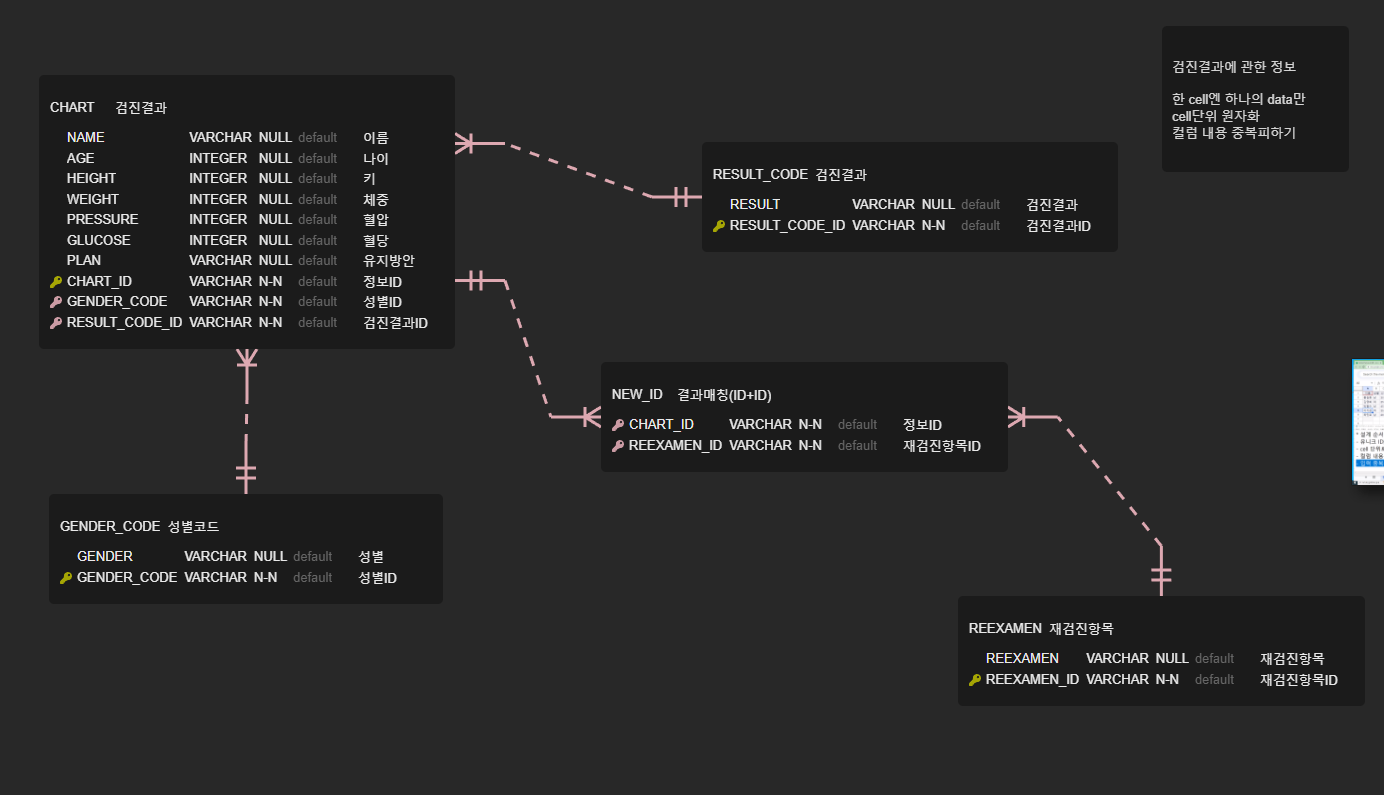 검진결과에 관한 정보
한 cell엔 하나의 data만
cell단위 원자화
컬럼 내용 중복피하기
CHART 검진결과
NAME VARCHAR NULL default 이름
AGE INTEGER NULL default 나이
HEIGHT INTEGER NULL default 키
WEIGHT INTEGER NULL default 체중
PRESSURE INTEGER NULL default 혈압
GLUCOSE INTEGER NULL default 혈당
PLAN VARCHAR NULL default 유지방안
CHART_ID VARCHAR N-N default 정보ID
GENDER_CODE VARCHAR N-N default 성별ID
RESULT_CODE_ID VARCHAR N-N default 검진결과ID
RESULT_CODE 검진결과
RESULT VARCHAR NULL default 검진결과
RESULT_CODE_ID VARCHAR N-N default 검진결과ID
NEW_ID 결과매칭(ID+ID)
CHART_ID VARCHAR N-N default 정보ID
REEXAMEN_ID VARCHAR N-N default 재검진항목ID
GENDER_CODE 성별코드
GENDER VARCHAR NULL default 성별
GENDER_CODE VARCHAR N-N default 성별ID
REEXAMEN 재검진항목
REEXAMEN VARCHAR NULL default 재검진항목
REEXAMEN_ID VARCHAR N-N default 재검진항목ID